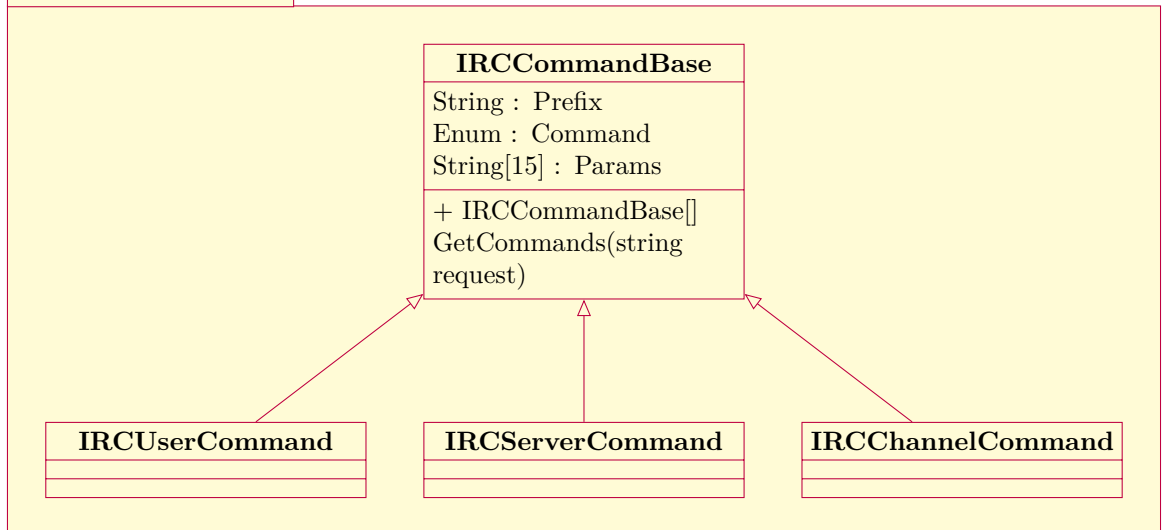 IRCCommandBase
String : Prefix
Enum : Command
String[15] : Params
+ IRCCommandBase[]
GetCommands(string
request)
IRCUserCommand
IRCServerCommand
IRCChannelCommand